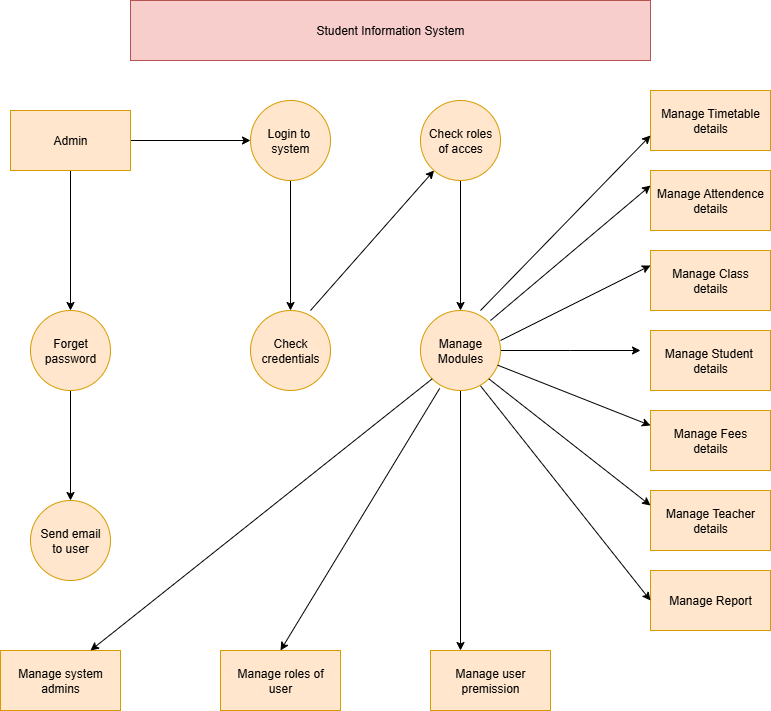 Student Information System
Admin
Login to
system
Check roles
of acces
Manage Timetable
details
Manage Attendence
details
Manage Class
details
Forget
password
Check
credentials
Manage
Modules
Manage Student
details
Manage Fees
details
Send email
to user
Manage Teacher
details
Manage Report
Manage system
admins
Manage roles of
user
Manage user
premission